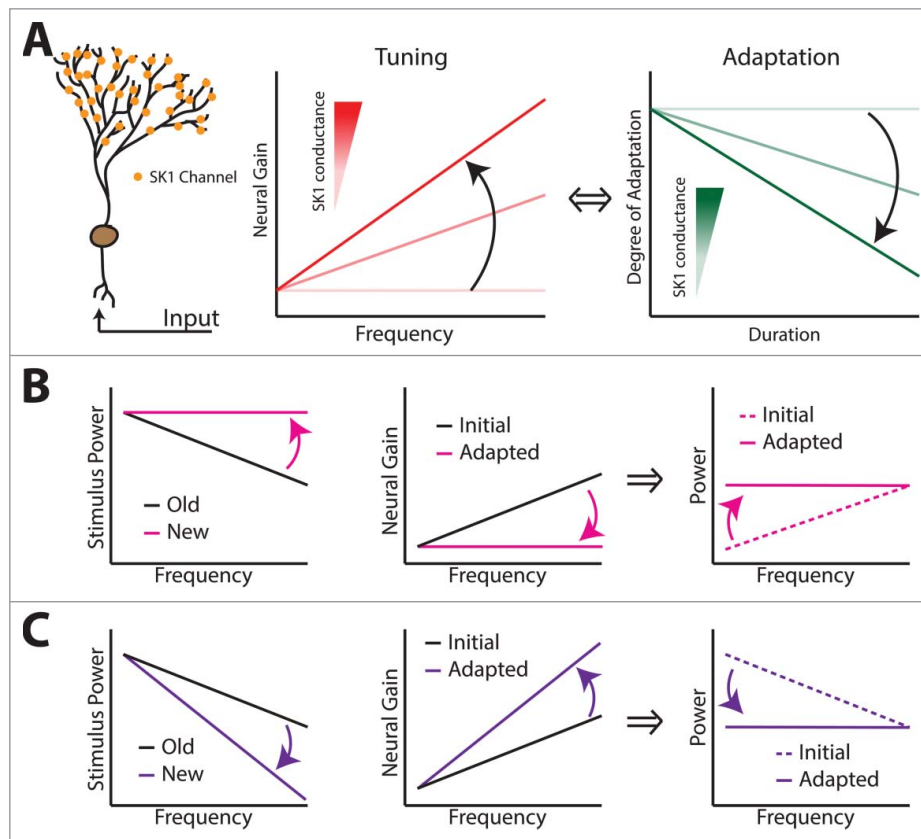 A
Tuning
Adaptation
SK1 Channel
Input
Neural Gain
SK1 conductance
Frequency
Degree of Adaptation
SK1 conductance
Duration
B
Stimulus Power
Old
New
Frequency
Neural Gain
Initial
Adapted
Frequency
Power
Initial
Adapted
Frequency
C
Stimulus Power
Old
New
Frequency
Neural Gain
Initial
Adapted
Frequency
Power
Initial
Adapted
Frequency